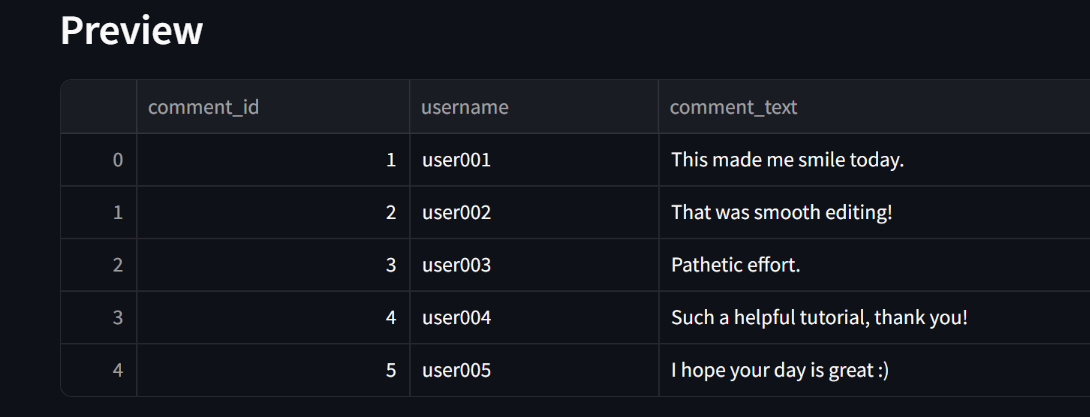 Preview
comment_id username comment_text
0 1 user001 This made me smile today.
1 2 user002 That was smooth editing!
2 3 user003 Pathetic effort.
3 4 user004 Such a helpful tutorial, thank you!
4 5 user005 I hope your day is great :)